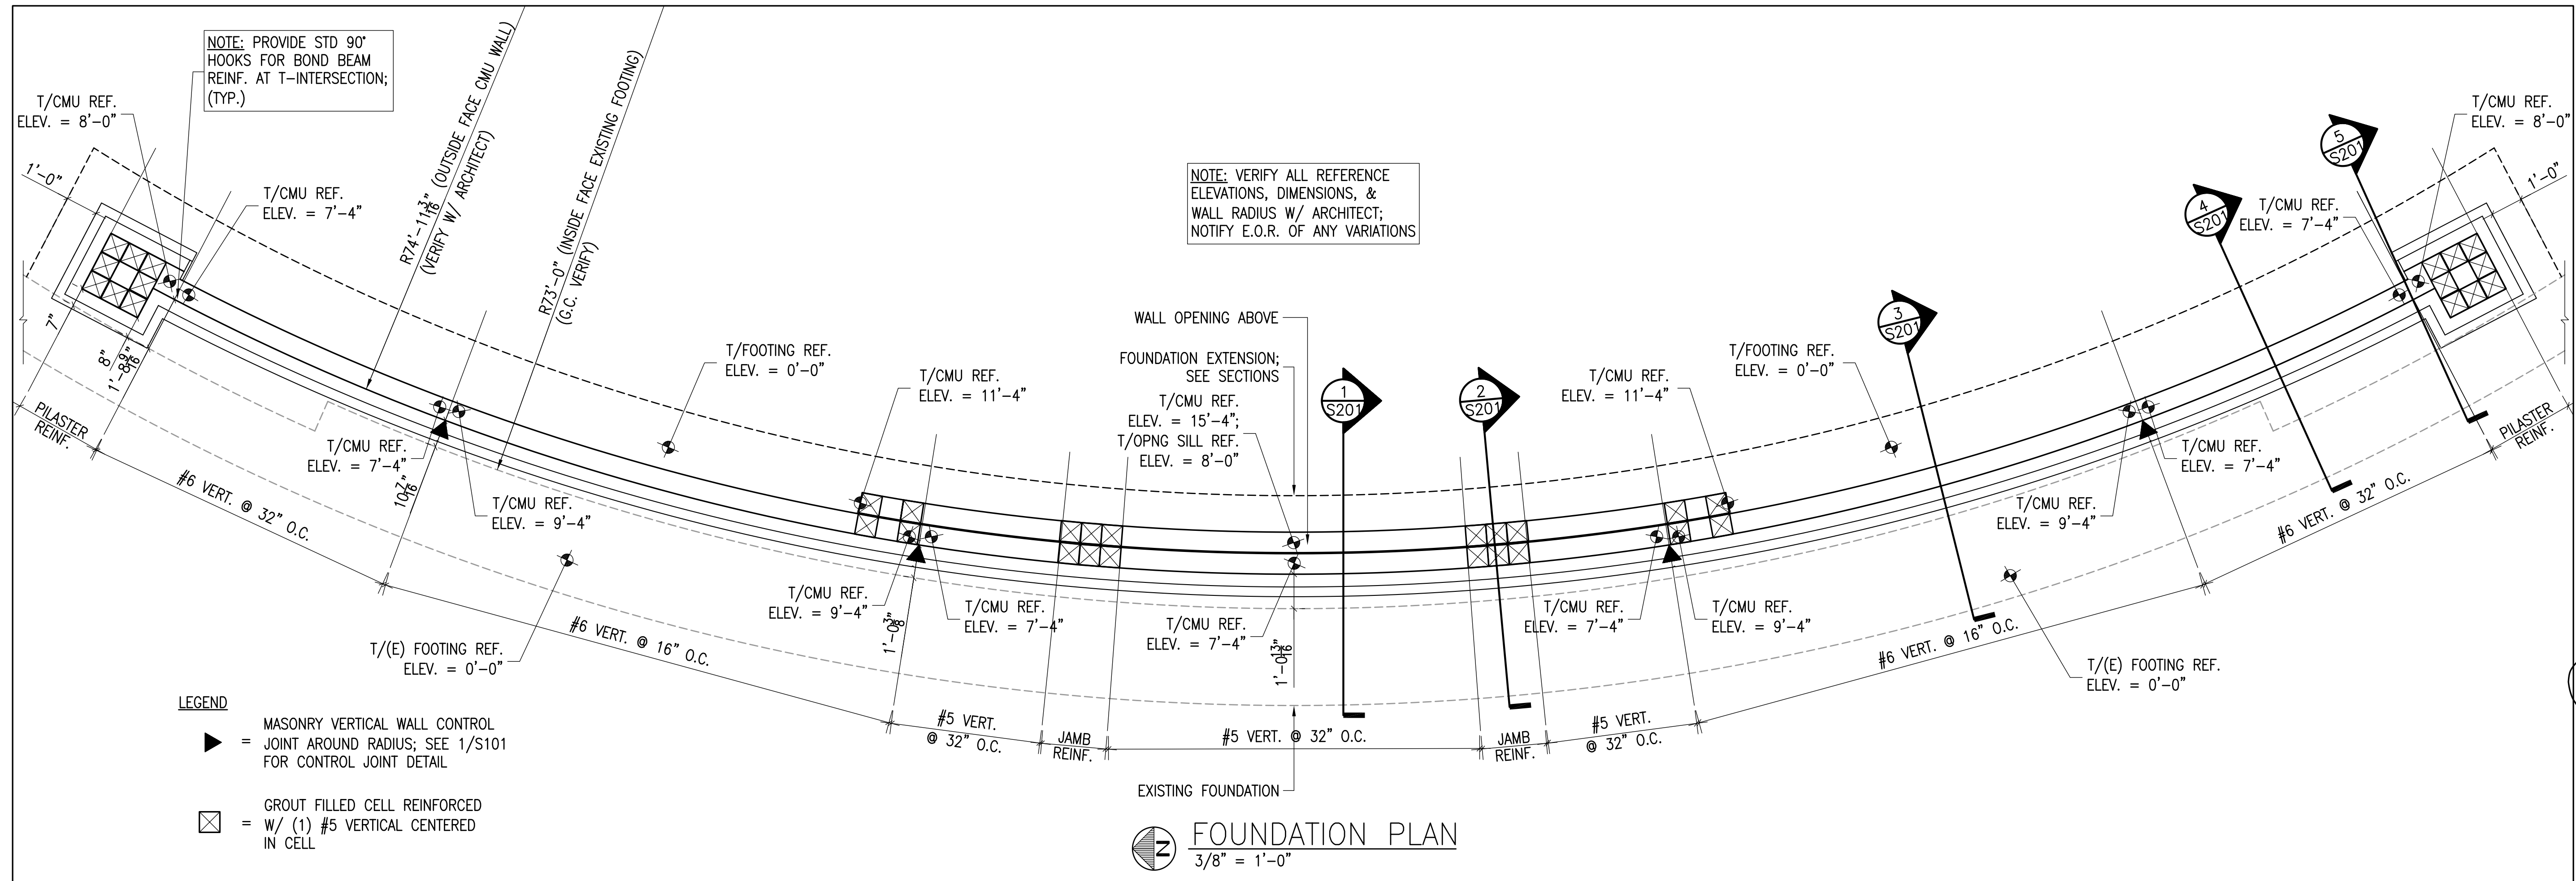 NOTE: PROVIDE STD 90°
HOOKS FOR BOND BEAM
REINF. AT T-INTERSECTION;
(TYP.)
T/CMU REF.
ELEV. = 8'-0"
1'-0"
T/CMU REF.
ELEV. = 7'-4"
R74'-11 3/16" (OUTSIDE FACE CMU WALL)
(VERIFY W/ ARCHITECT)
R73'-0" (INSIDE FACE EXISTING FOOTING)
(G.C. VERIFY)
NOTE: VERIFY ALL REFERENCE
ELEVATIONS, DIMENSIONS, &
WALL RADIUS W/ ARCHITECT;
NOTIFY E.O.R. OF ANY VARIATIONS
5
S201
T/CMU REF.
ELEV. = 8'-0"
1'-0"
4
S201
T/CMU REF.
ELEV. = 7'-4"
3
S201
7"
8"
1'-8 9/16"
PILASTER
REINF.
#6 VERT. @ 32" O.C.
T/CMU REF.
ELEV. = 7'-4"
10 7/16"
T/CMU REF.
ELEV. = 9'-4"
T/FOOTING REF.
ELEV. = 0'-0"
T/CMU REF.
ELEV. = 11'-4"
WALL OPENING ABOVE
FOUNDATION EXTENSION;
SEE SECTIONS
T/CMU REF.
ELEV. = 15'-4";
T/OPNG SILL REF.
ELEV. = 8'-0"
1
S201
2
S201
T/CMU REF.
ELEV. = 11'-4"
T/FOOTING REF.
ELEV. = 0'-0"
T/CMU REF.
ELEV. = 7'-4"
T/CMU REF.
ELEV. = 9'-4"
PILASTER
REINF.
#6 VERT. @ 32" O.C.
T/(E) FOOTING REF.
ELEV. = 0'-0"
#6 VERT. @ 16" O.C.
T/CMU REF.
ELEV. = 9'-4"
1'-0 3/8"
T/CMU REF.
ELEV. = 7'-4"
T/CMU REF.
ELEV. = 7'-4"
1'-0 13/16"
T/CMU REF.
ELEV. = 7'-4"
T/CMU REF.
ELEV. = 9'-4"
#6 VERT. @ 16" O.C.
T/(E) FOOTING REF.
ELEV. = 0'-0"
#5 VERT.
@ 32" O.C.
JAMB
REINF.
#5 VERT. @ 32" O.C.
JAMB
REINF.
#5 VERT.
@ 32" O.C.
EXISTING FOUNDATION
LEGEND
MASONRY VERTICAL WALL CONTROL
= JOINT AROUND RADIUS; SEE 1/S101
FOR CONTROL JOINT DETAIL
GROUT FILLED CELL REINFORCED
= W/ (1) #5 VERTICAL CENTERED
IN CELL
N
FOUNDATION PLAN
3/8" = 1'-0"